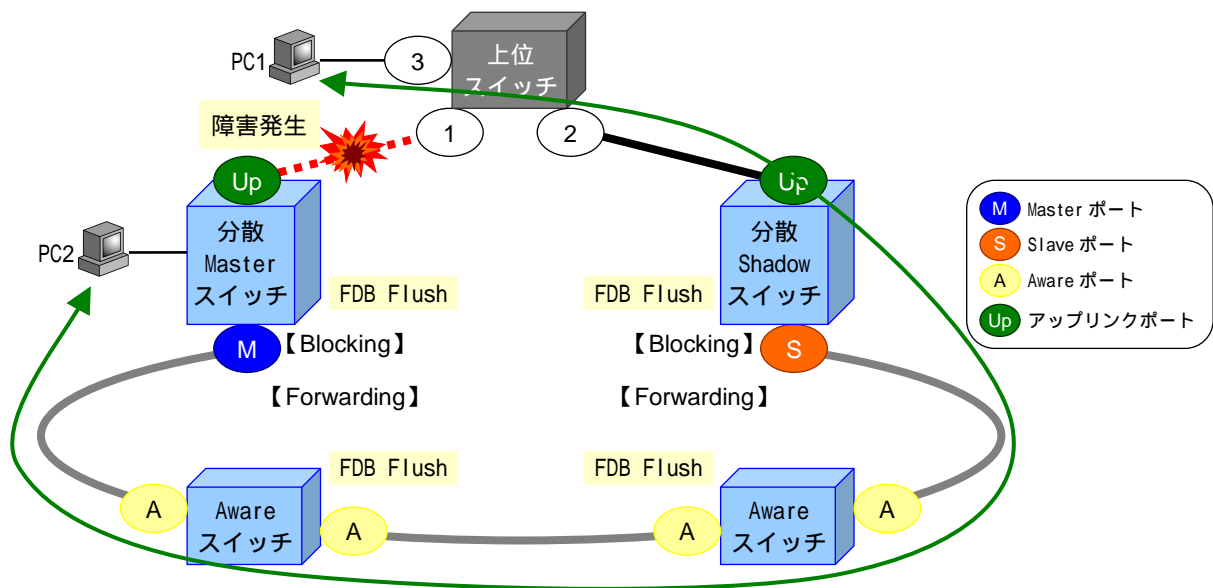 PC1
3
上位
スイッチ
障害発生
1
2
Up
Up
PC2
分散
Master
スイッチ
分散
Shadow
スイッチ
FDB Flush
FDB Flush
M
【Blocking】
【Blocking】
S
【Forwarding】
【Forwarding】
FDB Flush
FDB Flush
A
Aware
スイッチ
A
A
Aware
スイッチ
A
M Master ポート
S Slave ポート
A Aware ポート
Up アップリンクポート